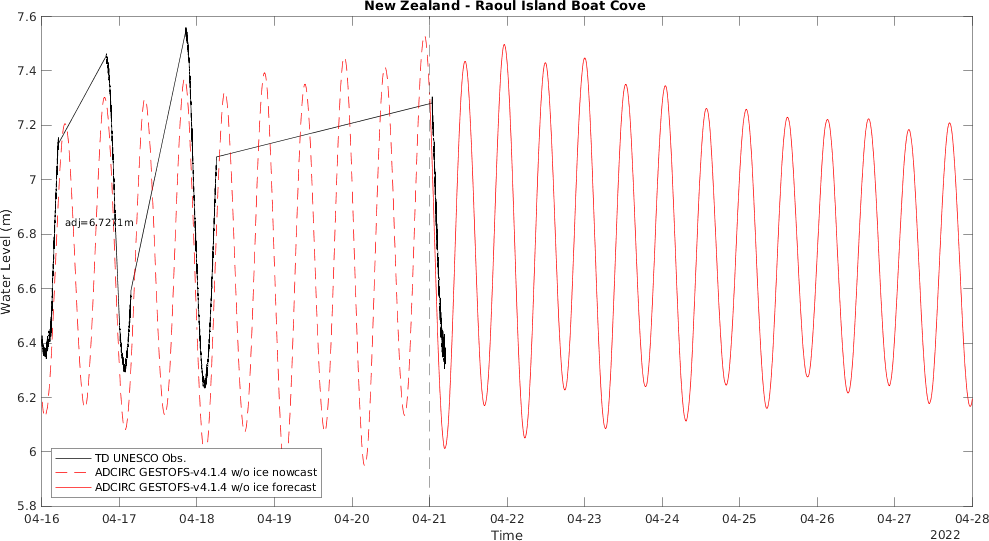 New Zealand - Raoul Island Boat Cove
7.6
7.4
7.2
7
6.8
6.6
6.4
6.2
6
5.8
Water Level (m)
adj=6.7271m
TD UNESCO Obs.
ADCIRC GESTOFS-v4.1.4 w/o ice nowcast
ADCIRC GESTOFS-v4.1.4 w/o ice forecast
04-16 04-17 04-18 04-19 04-20 04-21 04-22 04-23 04-24 04-25 04-26 04-27 04-28
Time
2022